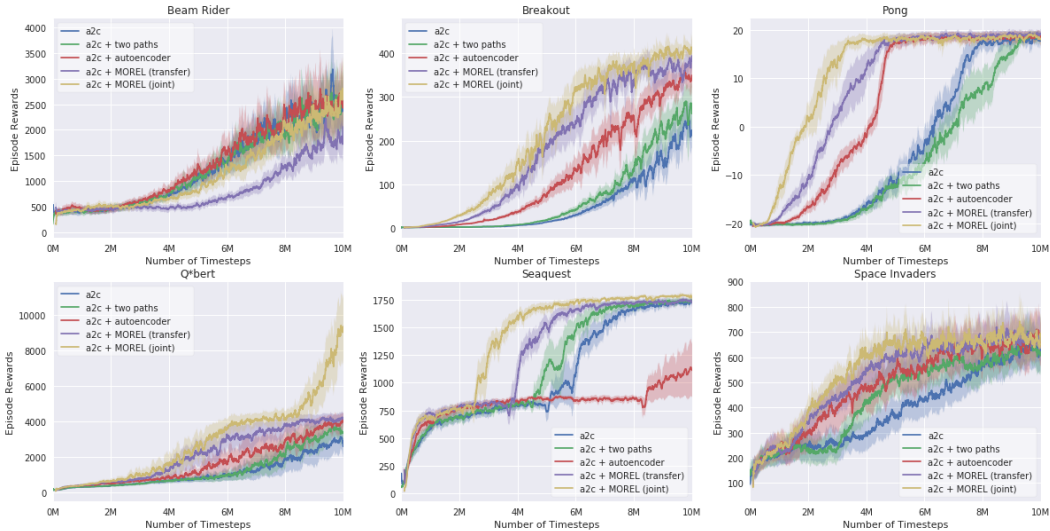 Beam Rider
Episode Rewards
4000
3500
3000
2500
2000
1500
1000
500
0
a2c
a2c + two paths
a2c + autoencoder
a2c + MOREL (transfer)
a2c + MOREL (joint)
0M 2M 4M 6M 8M 10M
Number of Timesteps
Breakout
Episode Rewards
400
300
200
100
0
a2c
a2c + two paths
a2c + autoencoder
a2c + MOREL (transfer)
a2c + MOREL (joint)
0M 2M 4M 6M 8M 10M
Number of Timesteps
Pong
Episode Rewards
20
10
0
−10
−20
a2c
a2c + two paths
a2c + autoencoder
a2c + MOREL (transfer)
a2c + MOREL (joint)
0M 2M 4M 6M 8M 10M
Number of Timesteps
Q*bert
Episode Rewards
10000
8000
6000
4000
2000
0
a2c
a2c + two paths
a2c + autoencoder
a2c + MOREL (transfer)
a2c + MOREL (joint)
0M 2M 4M 6M 8M 10M
Number of Timesteps
Seaquest
Episode Rewards
1750
1500
1250
1000
750
500
250
0
a2c
a2c + two paths
a2c + autoencoder
a2c + MOREL (transfer)
a2c + MOREL (joint)
0M 2M 4M 6M 8M 10M
Number of Timesteps
Space Invaders
Episode Rewards
900
800
700
600
500
400
300
200
100
a2c
a2c + two paths
a2c + autoencoder
a2c + MOREL (transfer)
a2c + MOREL (joint)
0M 2M 4M 6M 8M 10M
Number of Timesteps